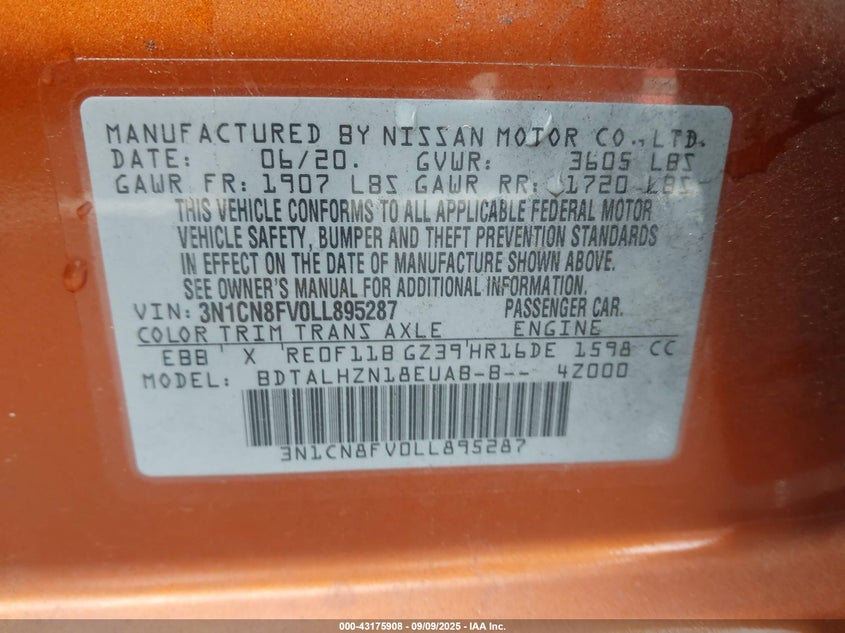 MANUFACTURED BY NISSAN MOTOR CO., LTD.
DATE: 06/20. GVWR: 3605 LBS
GAWR FR: 1907 LBS GAWR RR: 1720 LBS
THIS VEHICLE CONFORMS TO ALL APPLICABLE FEDERAL MOTOR
VEHICLE SAFETY, BUMPER AND THEFT PREVENTION STANDARDS
IN EFFECT ON THE DATE OF MANUFACTURE SHOWN ABOVE.
SEE OWNER'S MANUAL FOR ADDITIONAL INFORMATION.
VIN: 3N1CN8FV0LL895287 PASSENGER CAR.
COLOR TRIM TRANS AXLE ENGINE
EBB X RE0F11B GZ39 HR16DE 1598 CC
MODEL: BDTALHZN18EUAB-B-- 4Z000
3N1CN8FV0LL895287
000-43175908 - 09/09/2025 - IAA Inc.